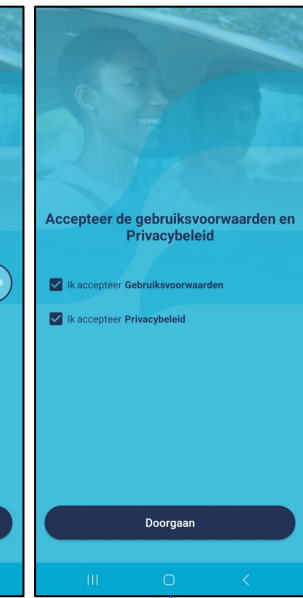 Accepteer de gebruiksvoorwaarden en
Privacybeleid
Ik accepteer Gebruiksvoorwaarden
Ik accepteer Privacybeleid
Doorgaan